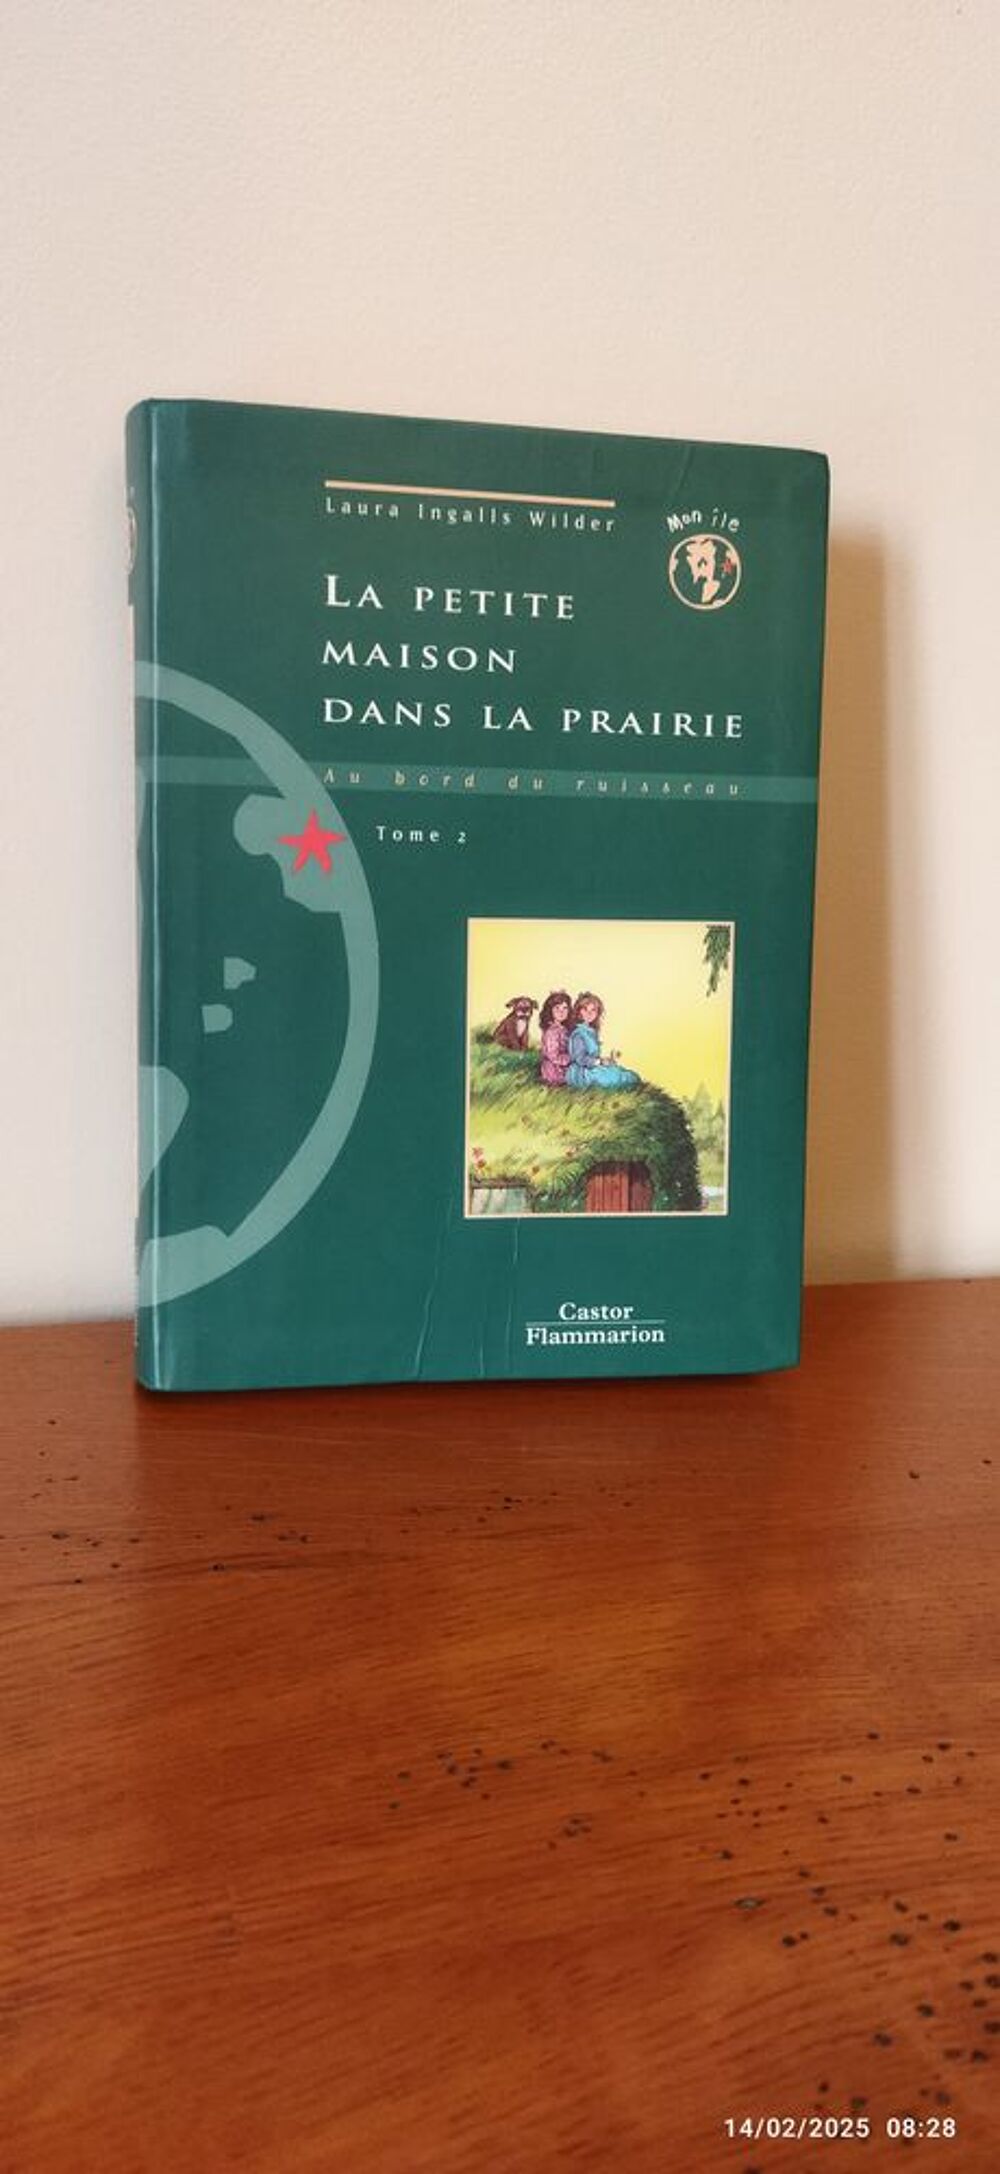 Laura Ingalls Wilder
Mon île
La petite
maison
dans la prairie
Au bord du ruisseau
Tome 2
Castor
Flammarion
14/02/2025 08:28